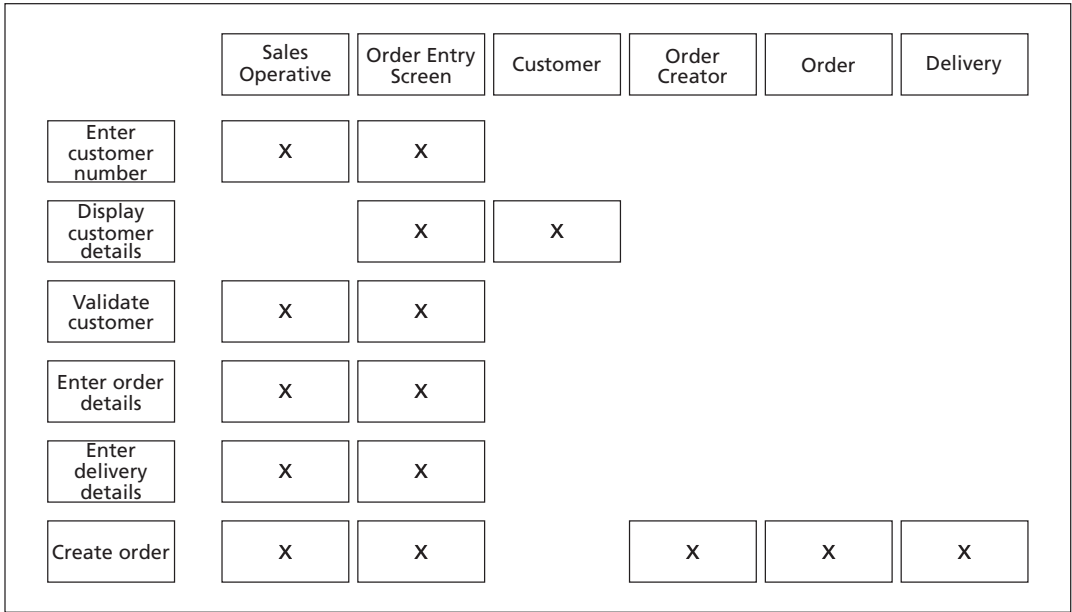 Sales
Operative
Order Entry
Screen
Customer
Order
Creator
Order
Delivery
Enter
customer
number
X X
Display
customer
details
X X
Validate
customer
X X
Enter order
details
X X
Enter
delivery
details
X X
Create order X X X X X